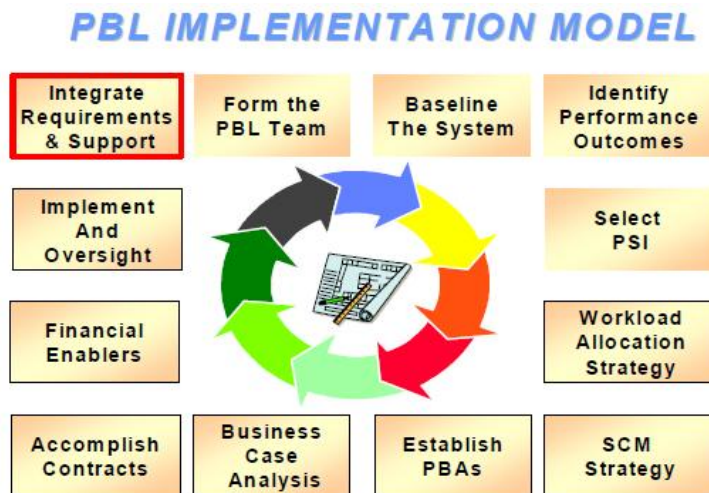 PBL IMPLEMENTATION MODEL
Integrate
Requirements
& Support
Form the
PBL Team
Baseline
The System
Identify
Performance
Outcomes
Implement
And
Oversight
Select
PSI
Financial
Enablers
Workload
Allocation
Strategy
Accomplish
Contracts
Business
Case
Analysis
Establish
PBAs
SCM
Strategy